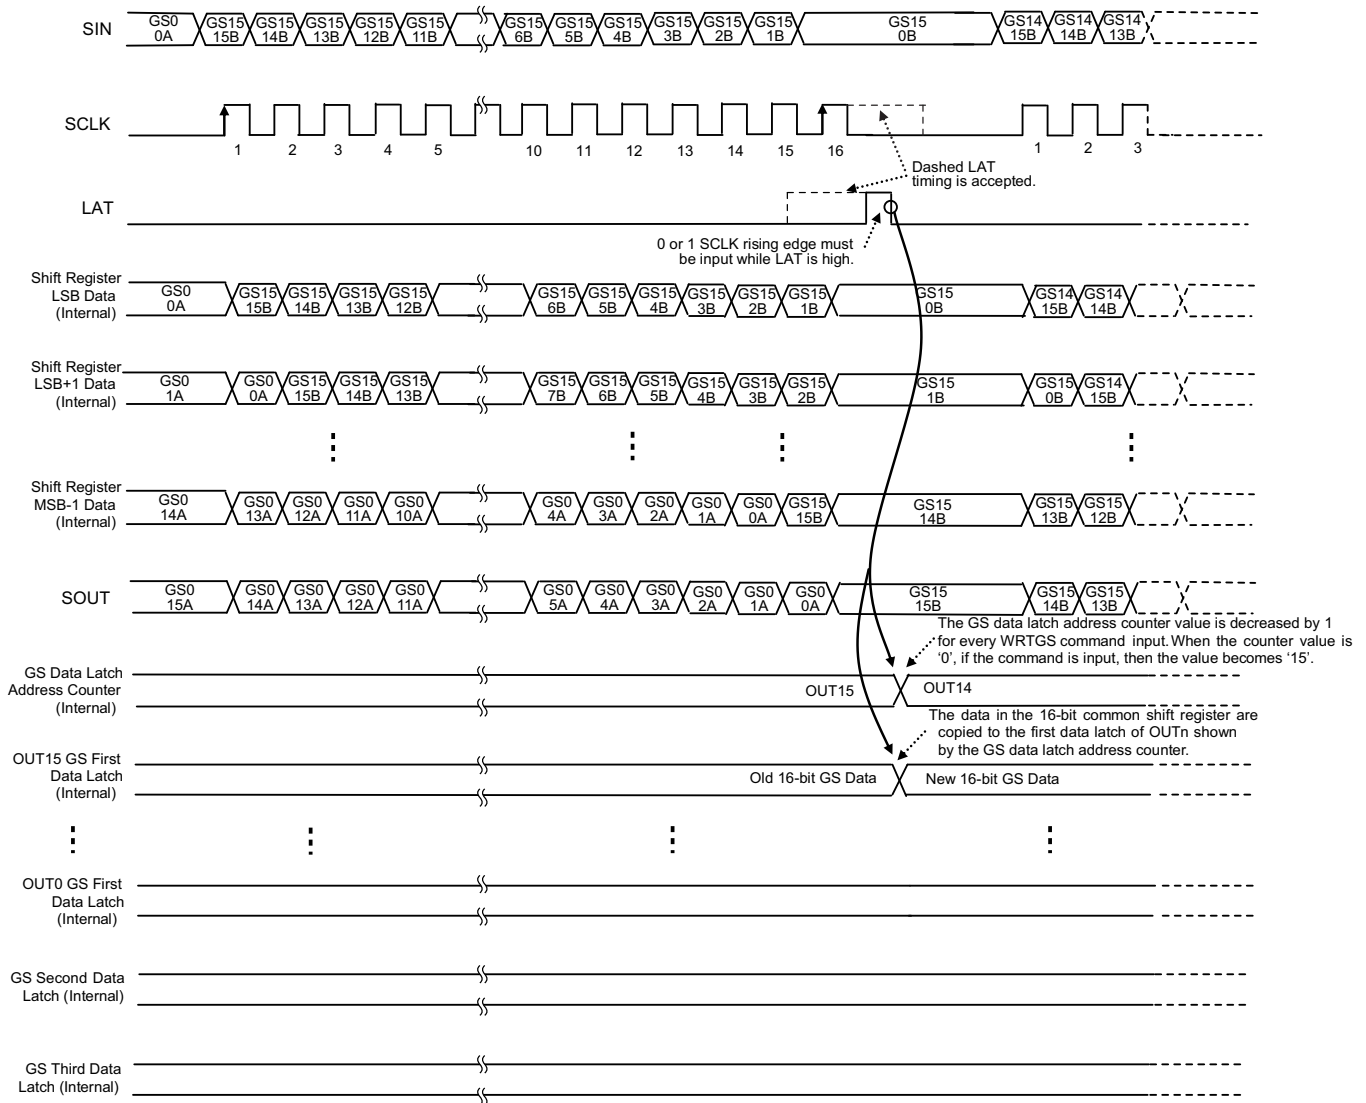 SIN
GS0 GS15 GS15 GS15 GS15 GS15 GS15 GS15 GS15 GS15 GS15 GS15 GS15 GS14 GS14 GS14
0A 15B 14B 13B 12B 11B 6B 5B 4B 3B 2B 1B 0B 15B 14B 13B
SCLK
1 2 3 4 5 10 11 12 13 14 15 16 1 2 3
Dashed LAT
timing is accepted.
LAT
0 or 1 SCLK rising edge must
be input while LAT is high.
Shift Register
LSB Data
(Internal)
GS0 GS15 GS15 GS15 GS15 GS15 GS15 GS15 GS15 GS15 GS15 GS15 GS14 GS14
0A 15B 14B 13B 12B 6B 5B 4B 3B 2B 1B 0B 15B 14B
Shift Register
LSB+1 Data
(Internal)
GS0 GS0 GS15 GS15 GS15 GS15 GS15 GS15 GS15 GS15 GS15 GS15 GS15 GS14
1A 0A 15B 14B 13B 7B 6B 5B 4B 3B 2B 1B 0B 15B
Shift Register
MSB-1 Data
(Internal)
GS0 GS0 GS0 GS0 GS0 GS0 GS0 GS0 GS0 GS0 GS15 GS15 GS15 GS15
14A 13A 12A 11A 10A 4A 3A 2A 1A 0A 15B 14B 13B 12B
SOUT
GS0 GS0 GS0 GS0 GS0 GS0 GS0 GS0 GS0 GS0 GS0 GS15 GS15 GS15
15A 14A 13A 12A 11A 5A 4A 3A 2A 1A 0A 15B 14B 13B
The GS data latch address counter value is decreased by 1
for every WRTGS command input. When the counter value is
‘0’, if the command is input, then the value becomes ‘15’.
GS Data Latch
Address Counter
(Internal)
OUT15 OUT14
The data in the 16-bit common shift register are
copied to the first data latch of OUTn shown
by the GS data latch address counter.
OUT15 GS First
Data Latch
(Internal)
Old 16-bit GS Data New 16-bit GS Data
OUT0 GS First
Data Latch
(Internal)
GS Second Data
Latch (Internal)
GS Third Data
Latch (Internal)